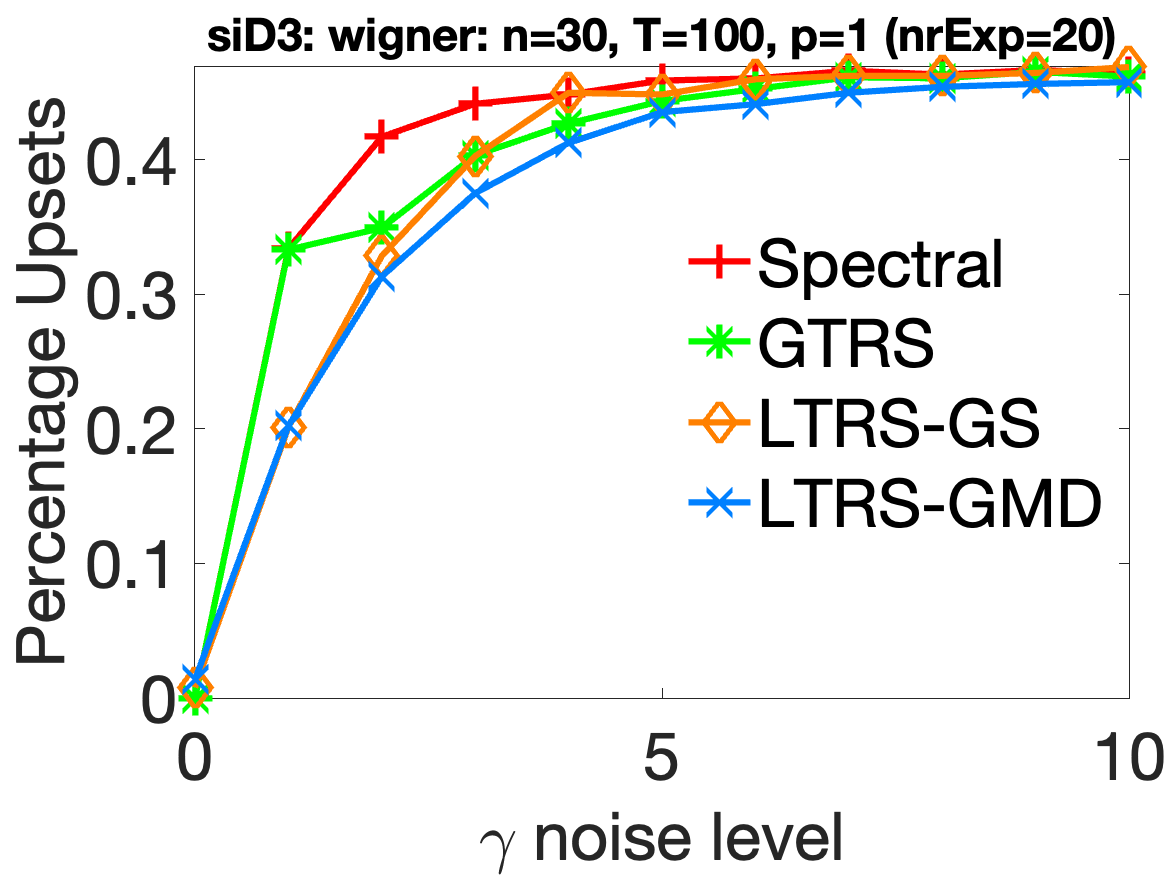 siD3: wigner: n=30, T=100, p=1 (nrExp=20)
Percentage Upsets
0.4
0.3
0.2
0.1
0
Spectral
GTRS
LTRS-GS
LTRS-GMD
0 5 10
γ noise level